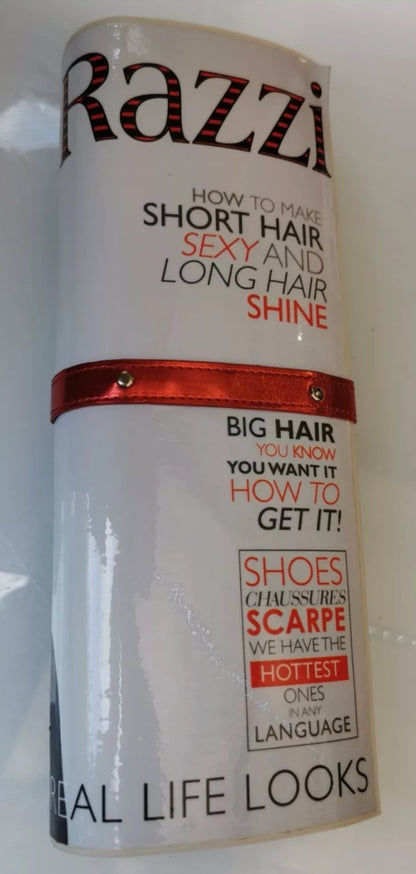 Razzi
HOW TO MAKE
SHORT HAIR
SEXY AND
LONG HAIR
SHINE
BIG HAIR
YOU KNOW
YOU WANT IT
HOW TO
GET IT!
SHOES
CHAUSSURES
SCARPE
WE HAVE THE
HOTTEST
ONES
IN ANY
LANGUAGE
REAL LIFE LOOKS